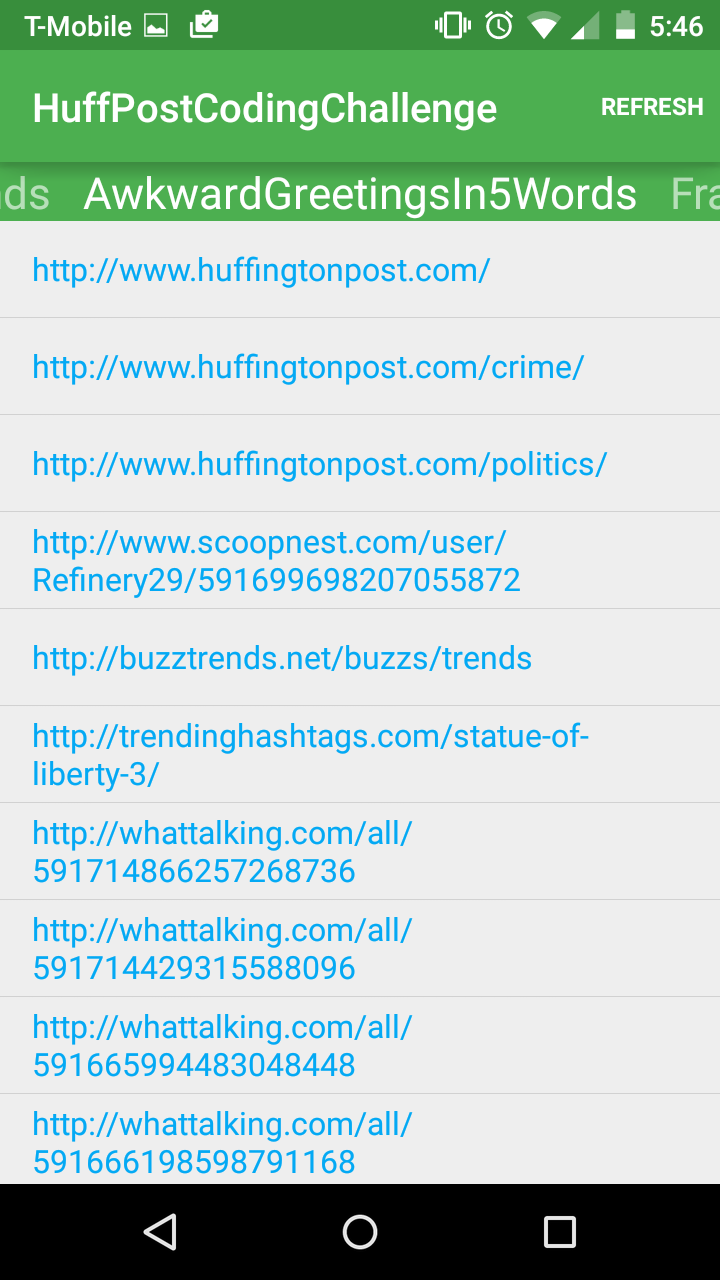 T-Mobile 5:46
HuffPostCodingChallenge REFRESH
ds AwkwardGreetingsIn5Words Fra
http://www.huffingtonpost.com/
http://www.huffingtonpost.com/crime/
http://www.huffingtonpost.com/politics/
http://www.scoopnest.com/user/
Refinery29/591699698207055872
http://buzztrends.net/buzzs/trends
http://trendinghashtags.com/statue-of-
liberty-3/
http://whattalking.com/all/
591714866257268736
http://whattalking.com/all/
591714429315588096
http://whattalking.com/all/
591665994483048448
http://whattalking.com/all/
591666198598791168